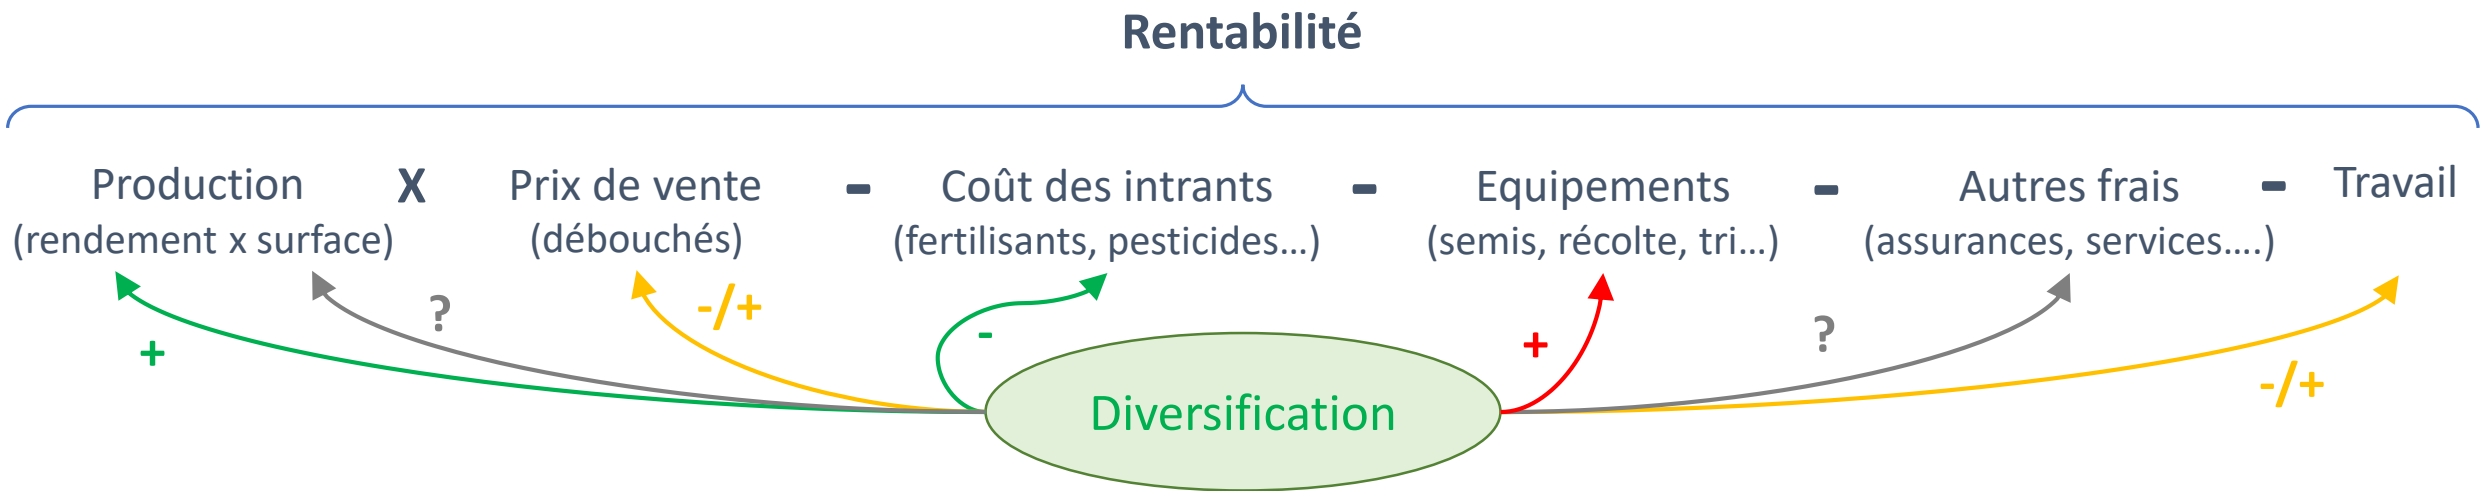 Rentabilité
Production X Prix de vente - Coût des intrants - Equipements - Autres frais - Travail
(rendement x surface) (débouchés) (fertilisants, pesticides…) (semis, récolte, tri…) (assurances, services….)
+ ? -/+ - + ? -/+
Diversification